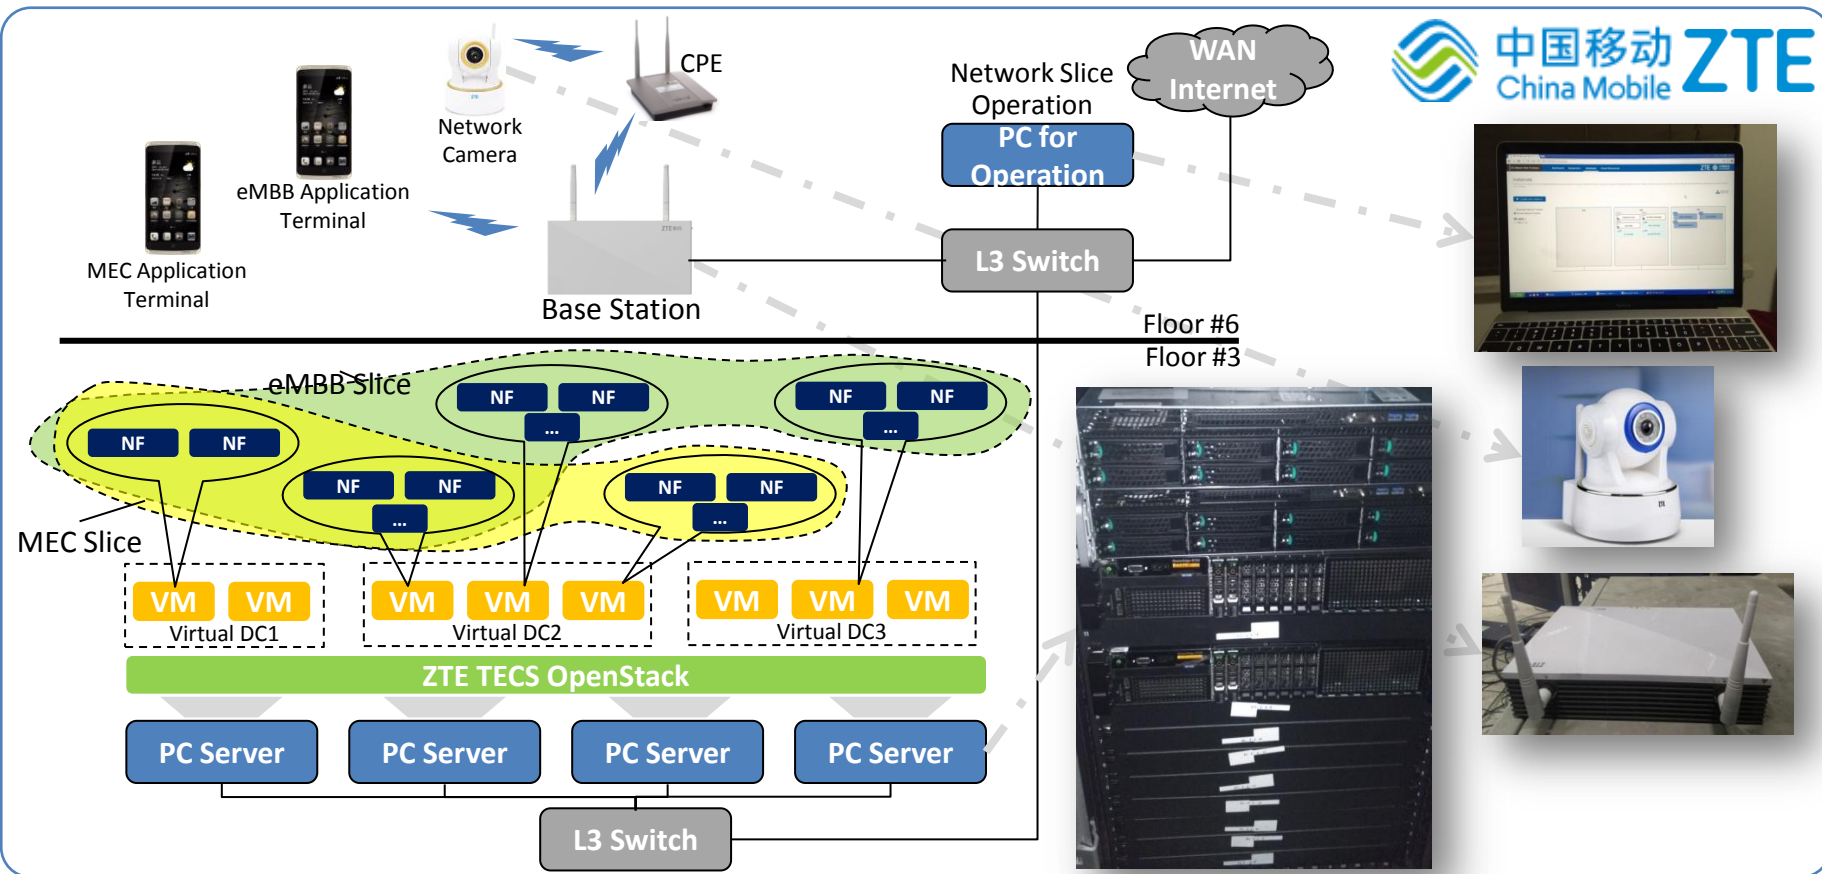 中国移动
China Mobile
ZTE
WAN
Internet
CPE
Network Slice
Operation
PC for
Operation
Network
Camera
eMBB Application
Terminal
MEC Application
Terminal
ZTE
L3 Switch
Base Station
Floor #6
Floor #3
eMBB Slice
NF
NF
...
NF
NF
...
NF
NF
NF
NF
...
NF
NF
...
MEC Slice
VM
VM
VM
VM
VM
VM
VM
VM
Virtual DC1
Virtual DC2
Virtual DC3
ZTE TECS OpenStack
PC Server
PC Server
PC Server
PC Server
L3 Switch